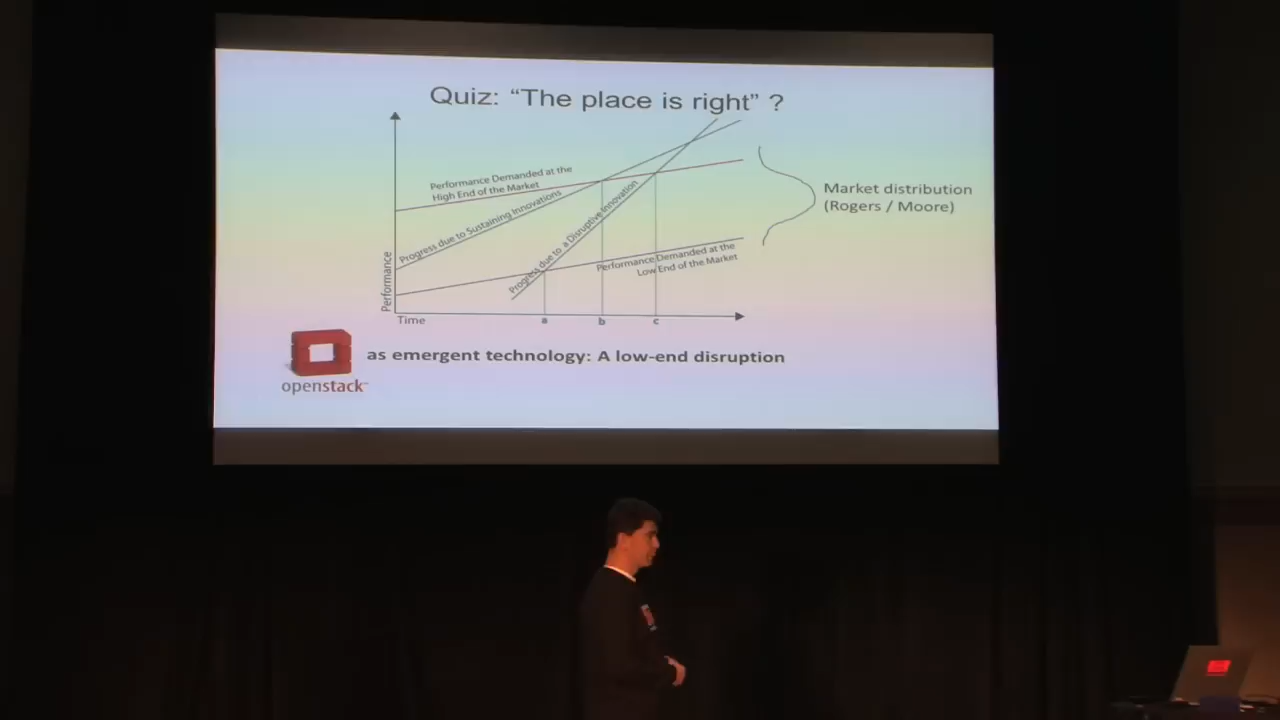 Quiz: “The place is right” ?
Performance Demanded at the
High End of the Market
Progress due to Sustaining Innovations
Progress due to a Disruptive Innovation
Performance Demanded at the
Low End of the Market
Market distribution
(Rogers / Moore)
Performance
Time
a
b
c
as emergent technology: A low-end disruption
openstack™